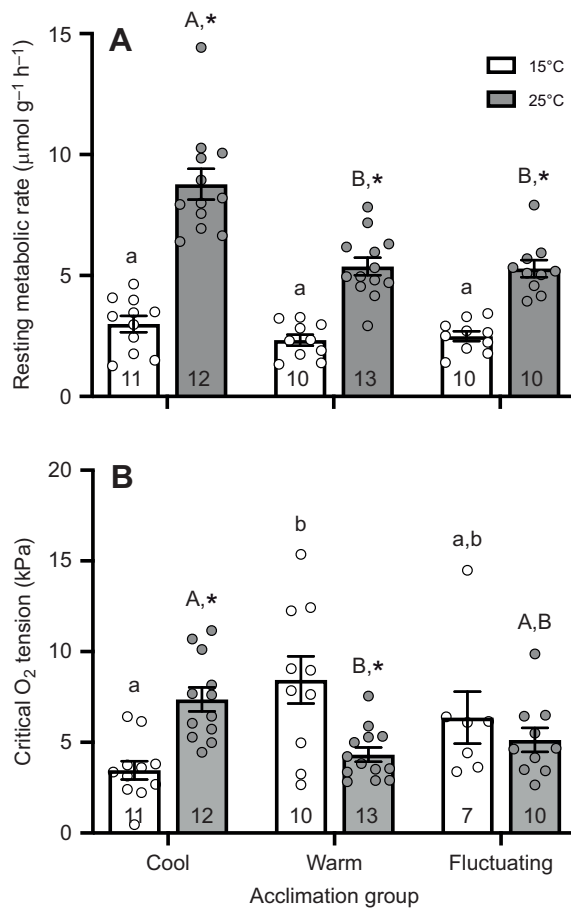 A
Resting metabolic rate (μmol g⁻¹ h⁻¹)
15
10
5
0
15°C
25°C
A,*
B,*
B,*
a
a
a
11
12
10
13
10
10
B
Critical O₂ tension (kPa)
20
15
10
5
0
a
A,*
b
B,*
a,b
A,B
11
12
10
13
7
10
Cool
Warm
Fluctuating
Acclimation group